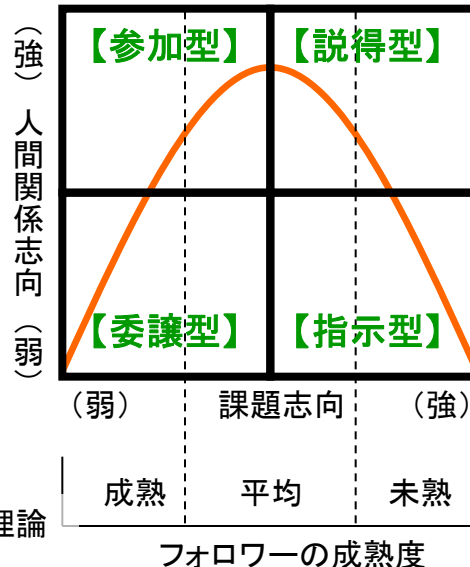 (強) 人間関係志向 (弱)
【参加型】
【説得型】
【委譲型】
【指示型】
(弱) 課題志向 (強)
成熟 平均 未熟
理論
フォロワーの成熟度